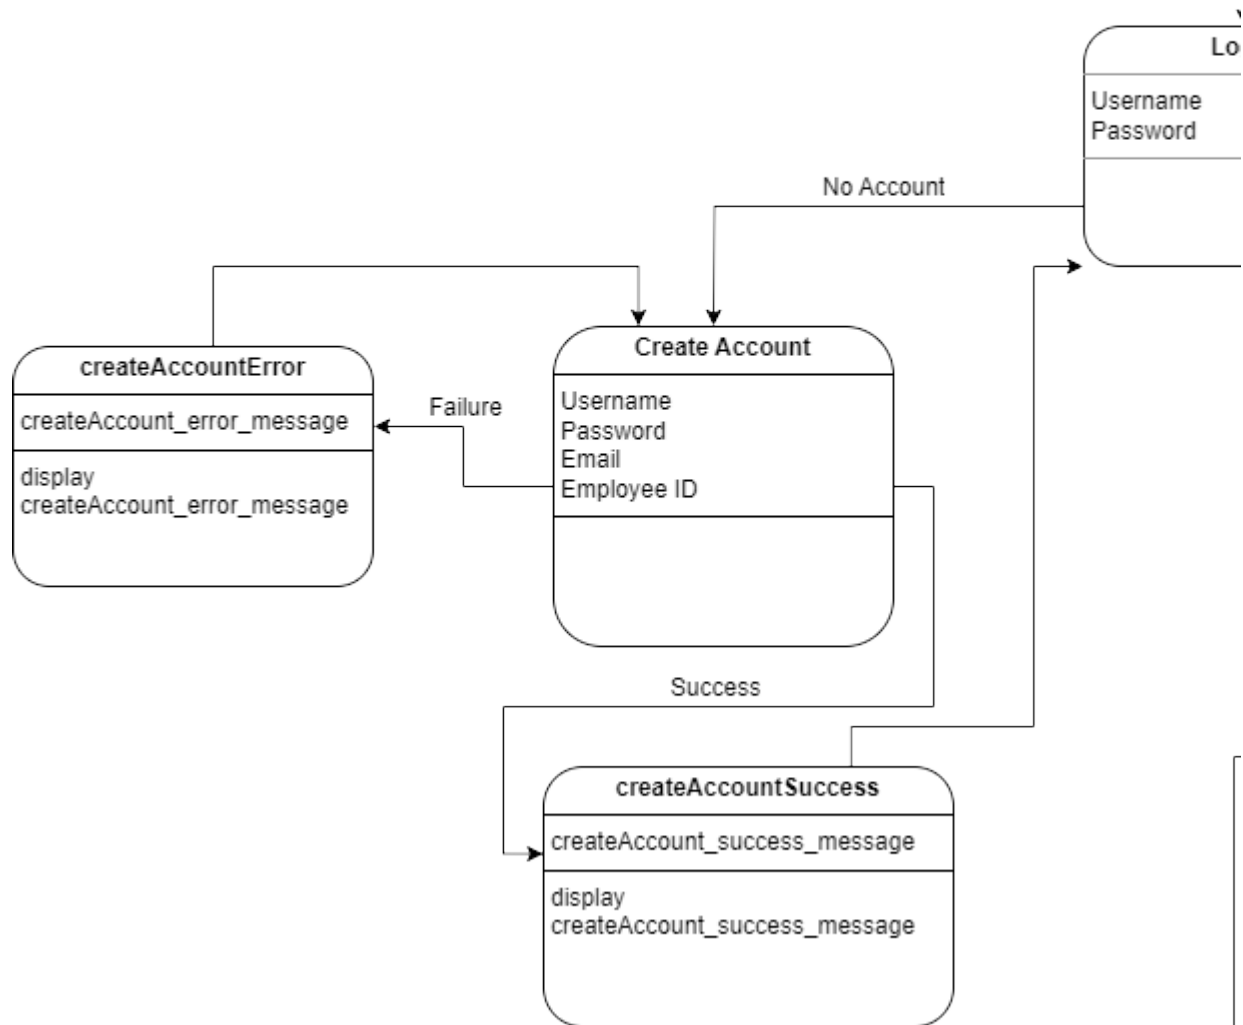 Username
Password
No Account
Create Account
Username
Password
Email
Employee ID
createAccountError
createAccount_error_message
display
createAccount_error_message
Failure
Success
createAccountSuccess
createAccount_success_message
display
createAccount_success_message